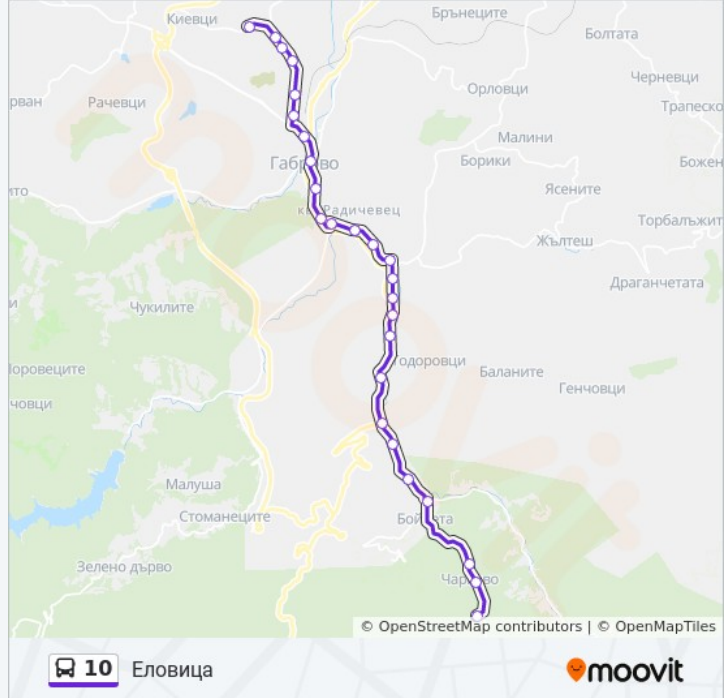 Брънеците
Киевци
Болтата
Черневци
Орловци
рван
Рачевци
Трапеско
Малини
Габрово
Борики
Божен
ито
Ясените
кв. Радичевец
Торбалъжит
Жълтеш
Драганчетата
и
Чукилите
Тодоровци
Поровеците
Баланите
Генчовци
човци
Малуша
Стоманеците
Бойката
Зелено дърво
Чарково
© OpenStreetMap contributors | © OpenMapTiles
10 Еловица
moovit